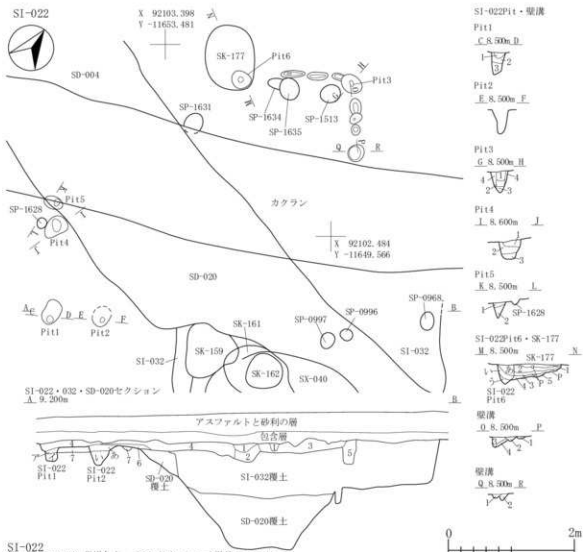 SI-022
X 92103.398
Y -11653.481
SK-177
Pit6
Pit3
SD-004
SP-1631
SP-1634
SP-1635
SP-1513
Q R
カクラン
Pit5
SP-1628
Pit4
X 92102.484
Y -11649.566
SD-020
D E F
Pit1
Pit2
SP-0997
SP-0996
SP-0968
B
SI-032
SK-159
SK-161
SK-162
SX-040
SI-032
SI-022・032・SD-020セクション
A 9.200m
B
アスファルトと砂利の層
包含層
SI-022
Pit1
SI-022
Pit2
SD-020
覆土
SI-032覆土
SD-020覆土
SI-022
SI-022Pit・壁溝
Pit1
C 8.500m D
Pit2
E 8.500m F
Pit3
G 8.500m H
Pit4
I 8.600m J
Pit5
K 8.500m L
SP-1628
SI-022Pit6・SK-177
M 8.500m N
SK-177
SI-022
Pit6
壁溝
O 8.500m P
壁溝
Q 8.500m R
0 2m